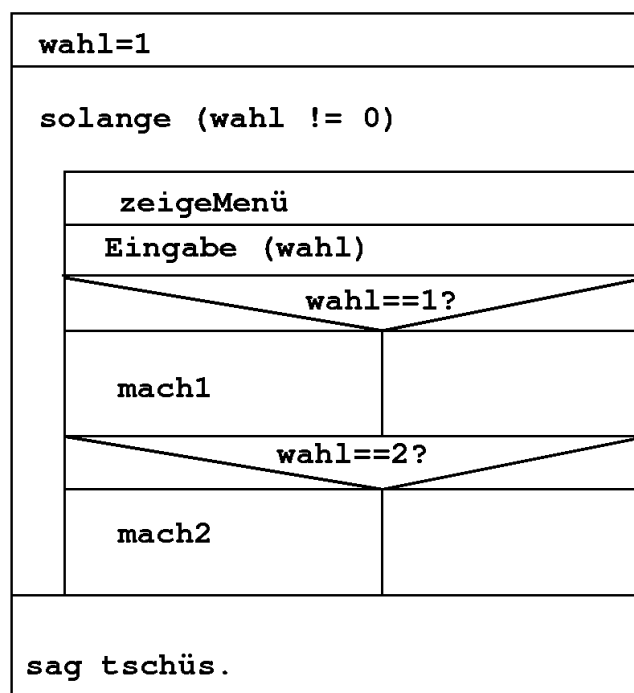 wahl=1
solange (wahl != 0)
zeigeMenü
Eingabe (wahl)
wahl==1?
mach1
wahl==2?
mach2
sag tschüs.